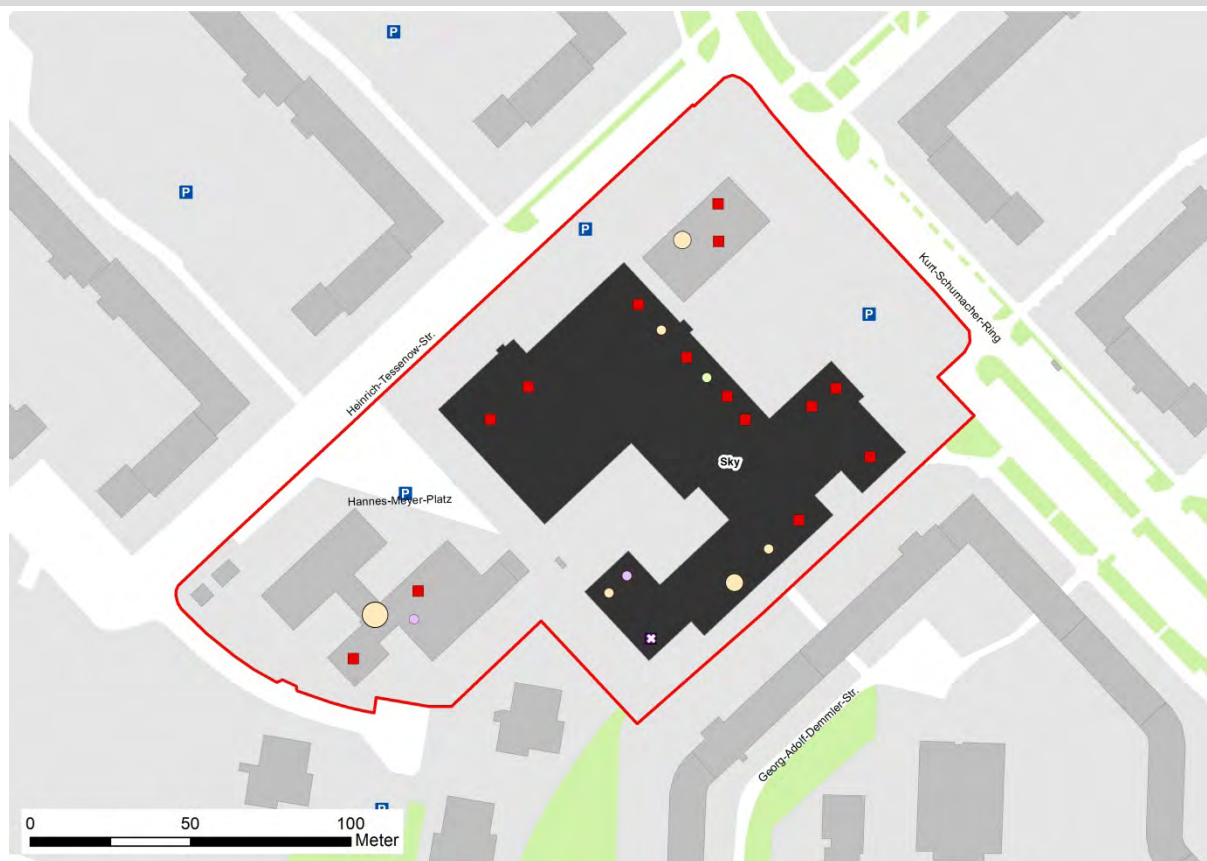 P
P
P
P
Kurt-Schumacher-Ring
Heinrich-Tessenow-Str.
Sky
P
Hannes-Meyer-Platz
Georg-Adolf-Demmler-Str.
P
0 50 100
Meter